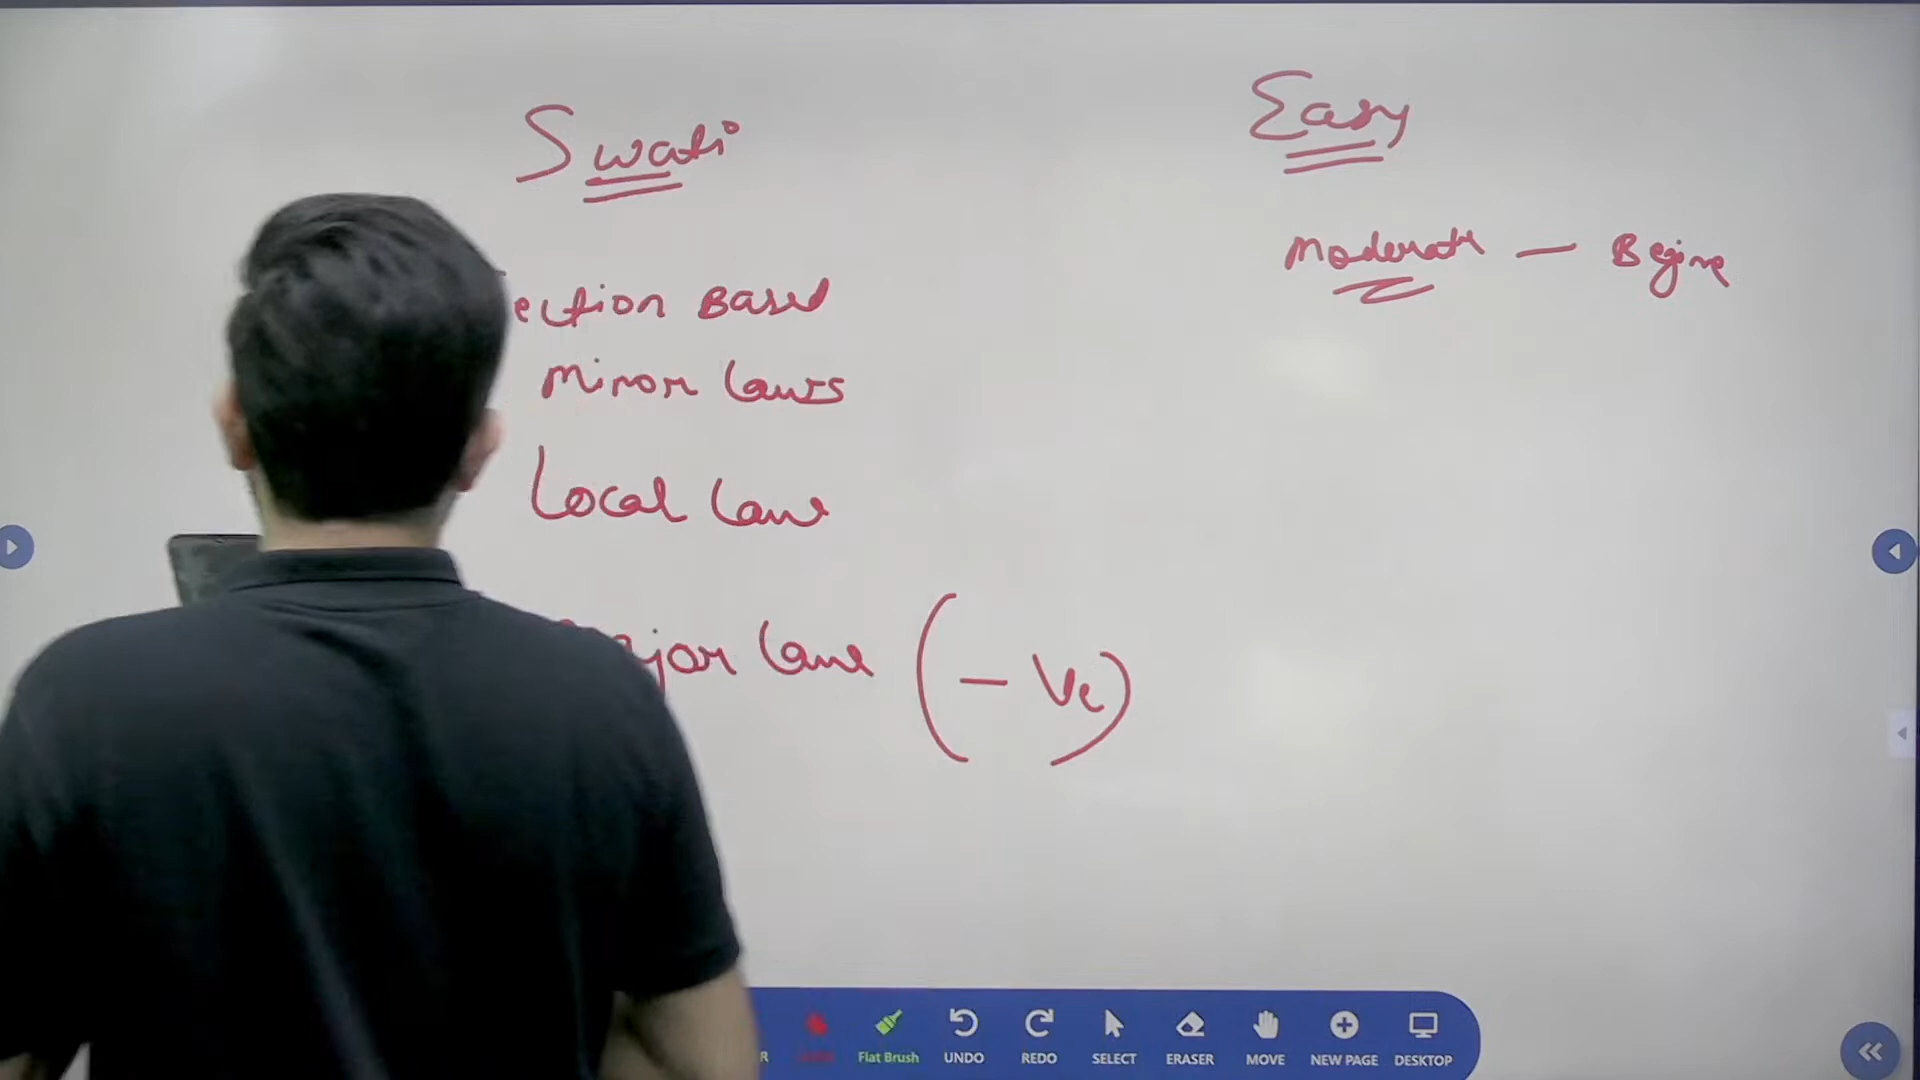 Swati
Easy
Moderate — Begine
ection Based
Minor Laws
Local Law
ajor Law (-Ve)
R
Flat Brush
UNDO
REDO
SELECT
ERASER
MOVE
NEW PAGE
DESKTOP